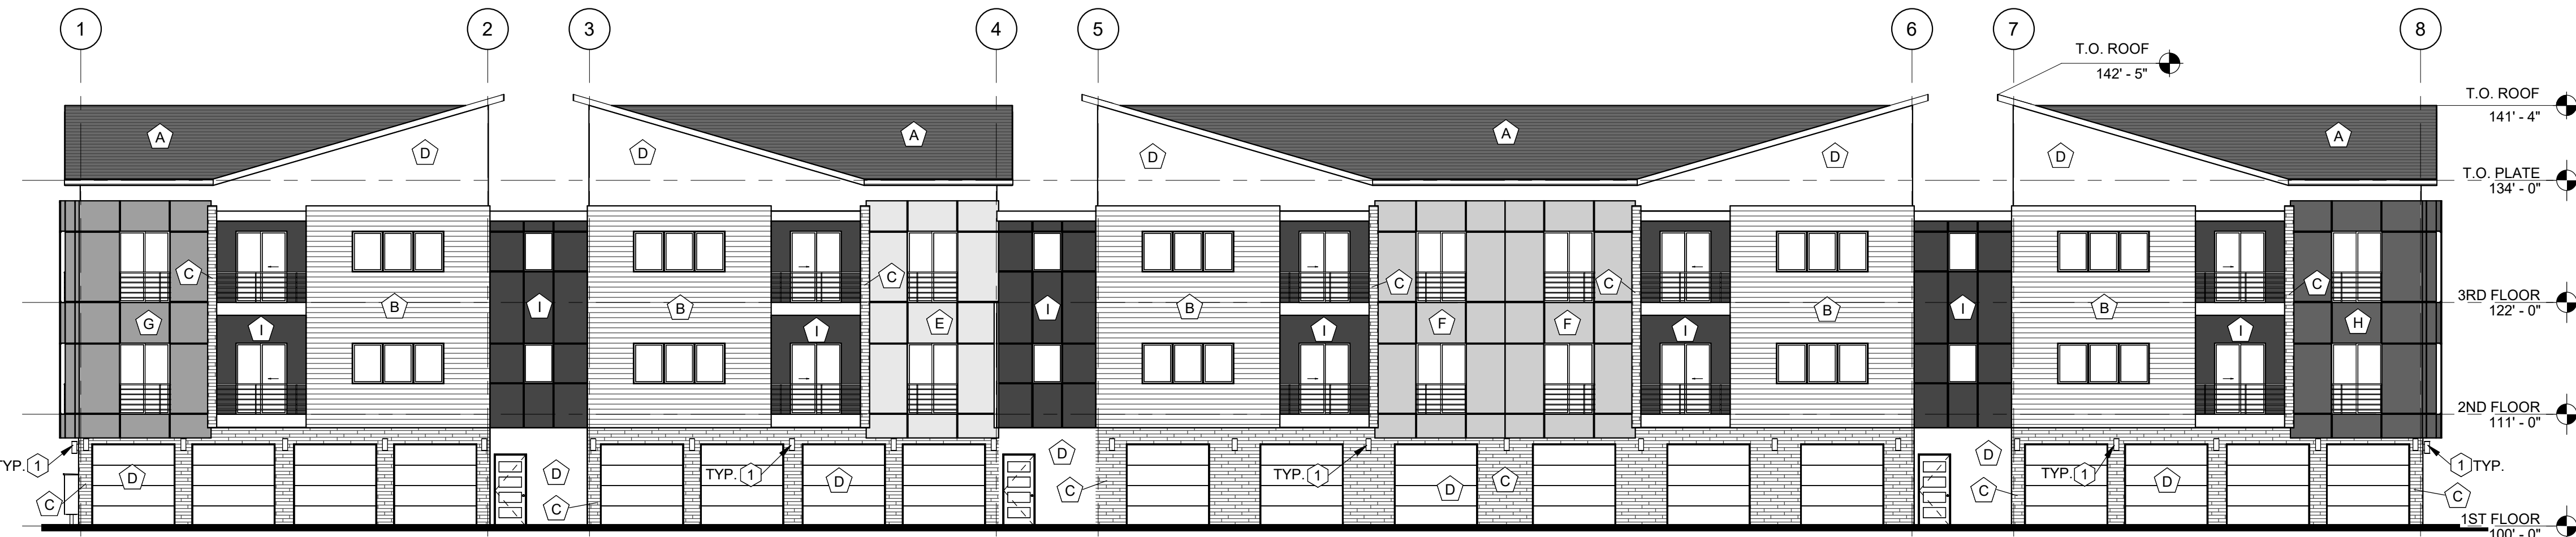 1 2 3 4 5 6 7 8
T.O. ROOF
142' - 5"
T.O. ROOF
141' - 4"
A A A A
D D D D D
T.O. PLATE
134' - 0"
C C C C C
3RD FLOOR
122' - 0"
B I B I B B I B
G I I E I F F I I H
2ND FLOOR
111' - 0"
D D
TYP. 1 TYP. 1 TYP. 1 TYP. 1 1 TYP.
D D D D D
C C C C C C
1ST FLOOR
100' - 0"